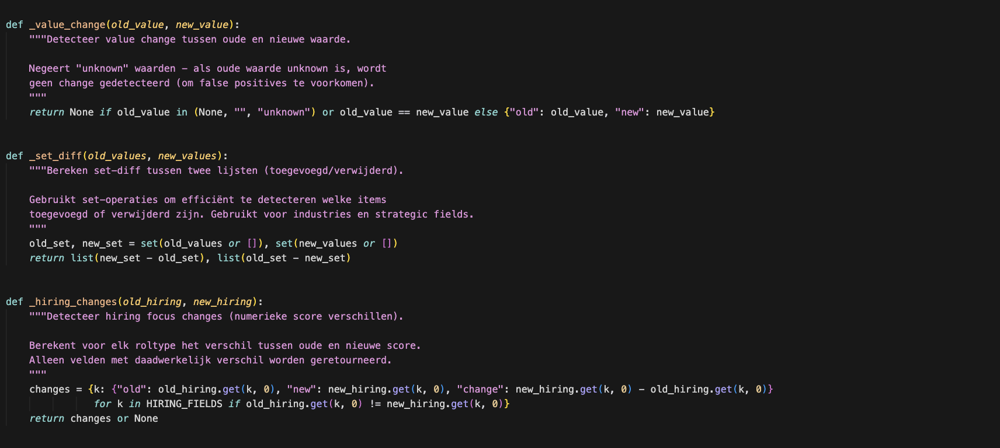 def _value_change(old_value, new_value):
    """Detecteer value change tussen oude en nieuwe waarde.

    Negeert "unknown" waarden – als oude waarde unknown is, wordt
    geen change gedetecteerd (om false positives te voorkomen).
    """
    return None if old_value in (None, "", "unknown") or old_value == new_value else {"old": old_value, "new": new_value}


def _set_diff(old_values, new_values):
    """Bereken set-diff tussen twee lijsten (toegevoegd/verwijderd).

    Gebruikt set-operaties om efficiënt te detecteren welke items
    toegevoegd of verwijderd zijn. Gebruikt voor industries en strategic fields.
    """
    old_set, new_set = set(old_values or []), set(new_values or [])
    return list(new_set - old_set), list(old_set - new_set)


def _hiring_changes(old_hiring, new_hiring):
    """Detecteer hiring focus changes (numerieke score verschillen).

    Berekent voor elk roltype het verschil tussen oude en nieuwe score.
    Alleen velden met daadwerkelijk verschil worden geretourneerd.
    """
    changes = {k: {"old": old_hiring.get(k, 0), "new": new_hiring.get(k, 0), "change": new_hiring.get(k, 0) - old_hiring.get(k, 0)}
               for k in HIRING_FIELDS if old_hiring.get(k, 0) != new_hiring.get(k, 0)}
    return changes or None